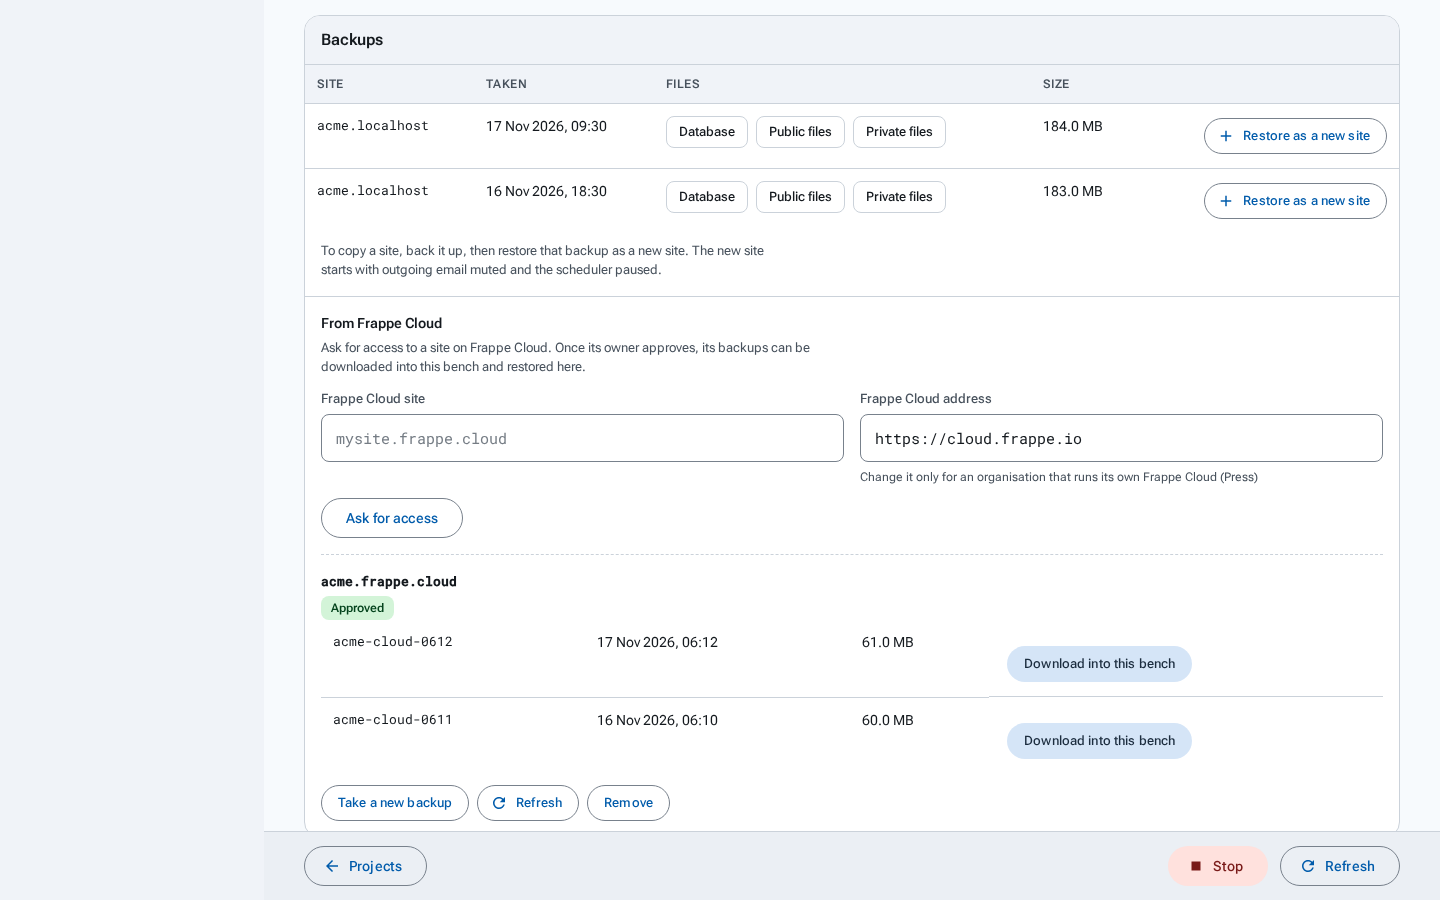 Backups
SITE TAKEN FILES SIZE
acme.localhost 17 Nov 2026, 09:30 Database Public files Private files 184.0 MB Restore as a new site
acme.localhost 16 Nov 2026, 18:30 Database Public files Private files 183.0 MB Restore as a new site
To copy a site, back it up, then restore that backup as a new site. The new site
starts with outgoing email muted and the scheduler paused.
From Frappe Cloud
Ask for access to a site on Frappe Cloud. Once its owner approves, its backups can be
downloaded into this bench and restored here.
Frappe Cloud site Frappe Cloud address
mysite.frappe.cloud https://cloud.frappe.io
Change it only for an organisation that runs its own Frappe Cloud (Press)
Ask for access
acme.frappe.cloud
Approved
acme-cloud-0612 17 Nov 2026, 06:12 61.0 MB Download into this bench
acme-cloud-0611 16 Nov 2026, 06:10 60.0 MB Download into this bench
Take a new backup Refresh Remove
Projects Stop Refresh